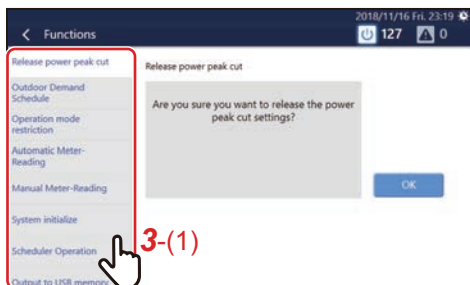 2018/11/16 Fri. 23:19
Functions
127
0
Release power peak cut
Outdoor Demand
Schedule
Operation mode
restriction
Automatic Meter-
Reading
Manual Meter-Reading
System initialize
Scheduler Operation
Output to USB memory
Release power peak cut
Are you sure you want to release the power
peak cut settings?
OK
3-(1)